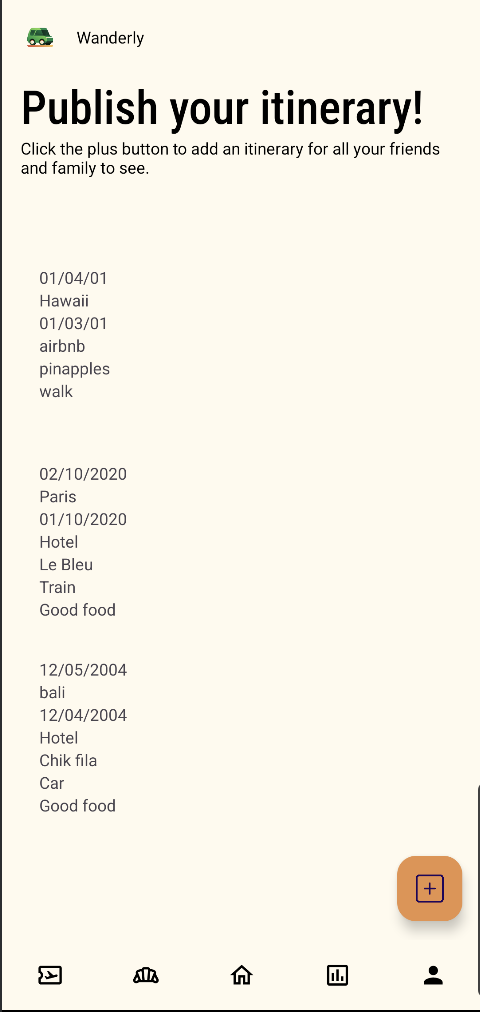 Wanderly
Publish your itinerary!
Click the plus button to add an itinerary for all your friends
and family to see.
01/04/01
Hawaii
01/03/01
airbnb
pinapples
walk
02/10/2020
Paris
01/10/2020
Hotel
Le Bleu
Train
Good food
12/05/2004
bali
12/04/2004
Hotel
Chik fila
Car
Good food